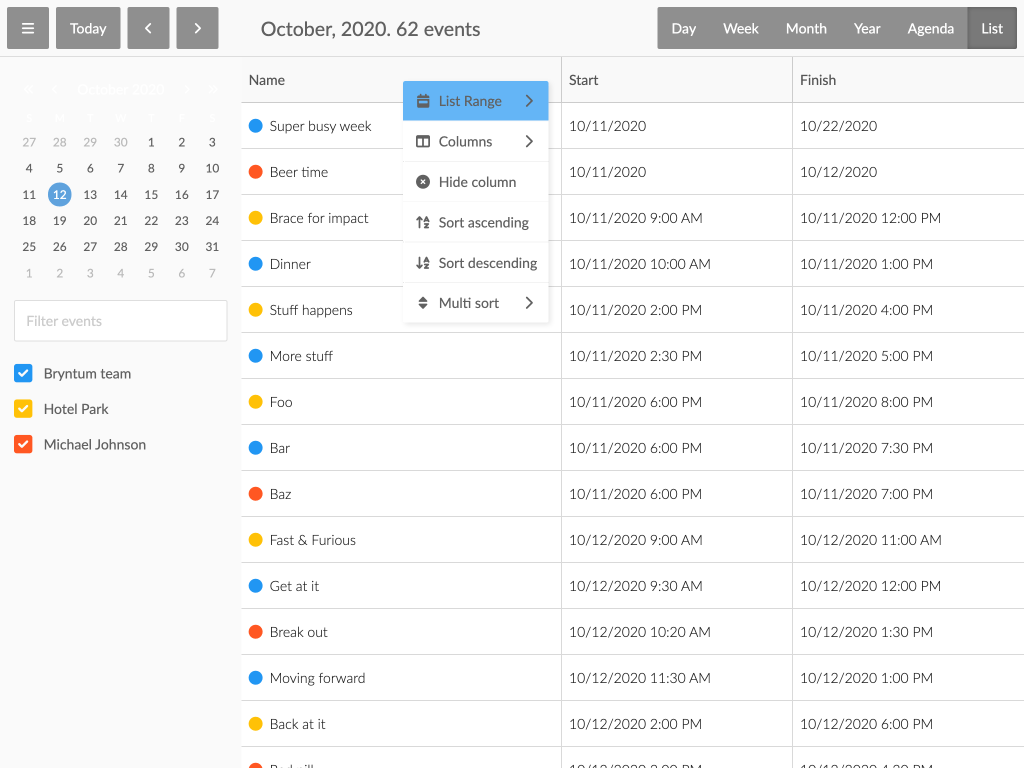 Today
October, 2020. 62 events
Day Week Month Year Agenda List
October 2020
27 28 29 30 1 2 3
4 5 6 7 8 9 10
11 12 13 14 15 16 17
18 19 20 21 22 23 24
25 26 27 28 29 30 31
1 2 3 4 5 6 7
Filter events
Bryntum team
Hotel Park
Michael Johnson
Name Start Finish
Super busy week 10/11/2020 10/22/2020
Beer time 10/11/2020 10/12/2020
Brace for impact 10/11/2020 9:00 AM 10/11/2020 12:00 PM
Dinner 10/11/2020 10:00 AM 10/11/2020 1:00 PM
Stuff happens 10/11/2020 2:00 PM 10/11/2020 4:00 PM
More stuff 10/11/2020 2:30 PM 10/11/2020 5:00 PM
Foo 10/11/2020 6:00 PM 10/11/2020 8:00 PM
Bar 10/11/2020 6:00 PM 10/11/2020 7:30 PM
Baz 10/11/2020 6:00 PM 10/11/2020 7:00 PM
Fast & Furious 10/12/2020 9:00 AM 10/12/2020 11:00 AM
Get at it 10/12/2020 9:30 AM 10/12/2020 12:00 PM
Break out 10/12/2020 10:20 AM 10/12/2020 1:30 PM
Moving forward 10/12/2020 11:30 AM 10/12/2020 1:00 PM
Back at it 10/12/2020 2:00 PM 10/12/2020 6:00 PM
List Range
Columns
Hide column
Sort ascending
Sort descending
Multi sort